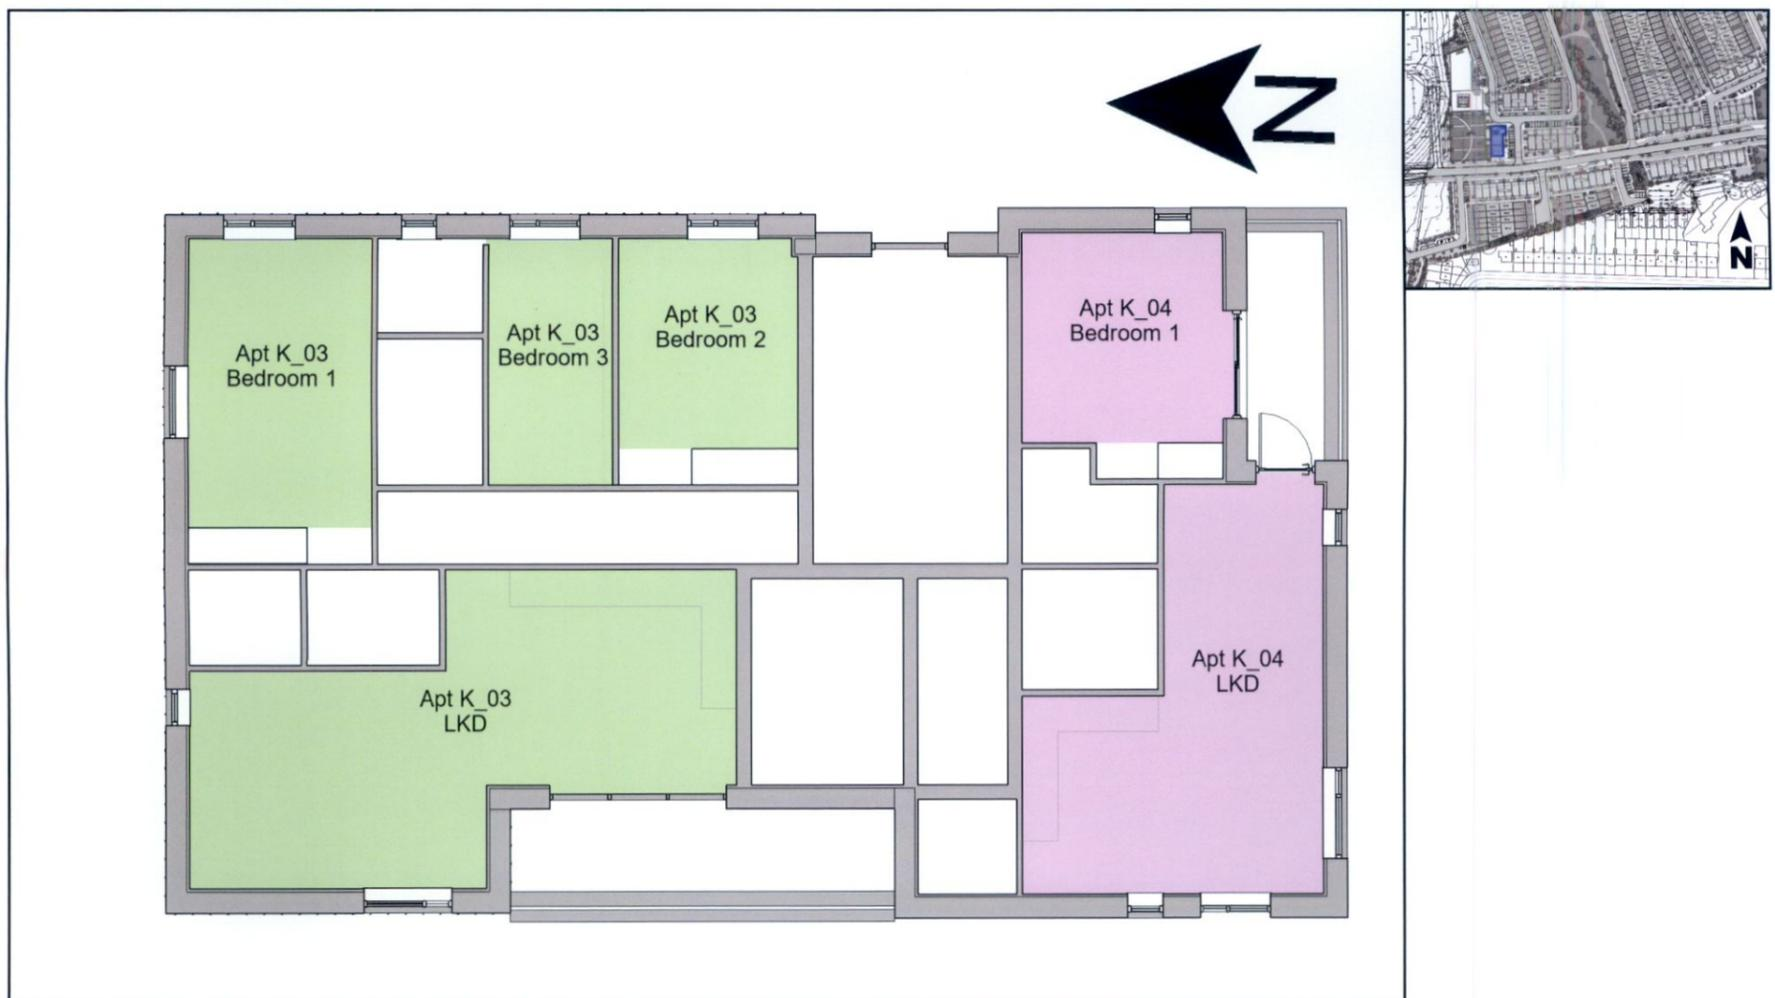 N
Apt K_03
Bedroom 1
Apt K_03
Bedroom 3
Apt K_03
Bedroom 2
Apt K_04
Bedroom 1
Apt K_03
LKD
Apt K_04
LKD
N